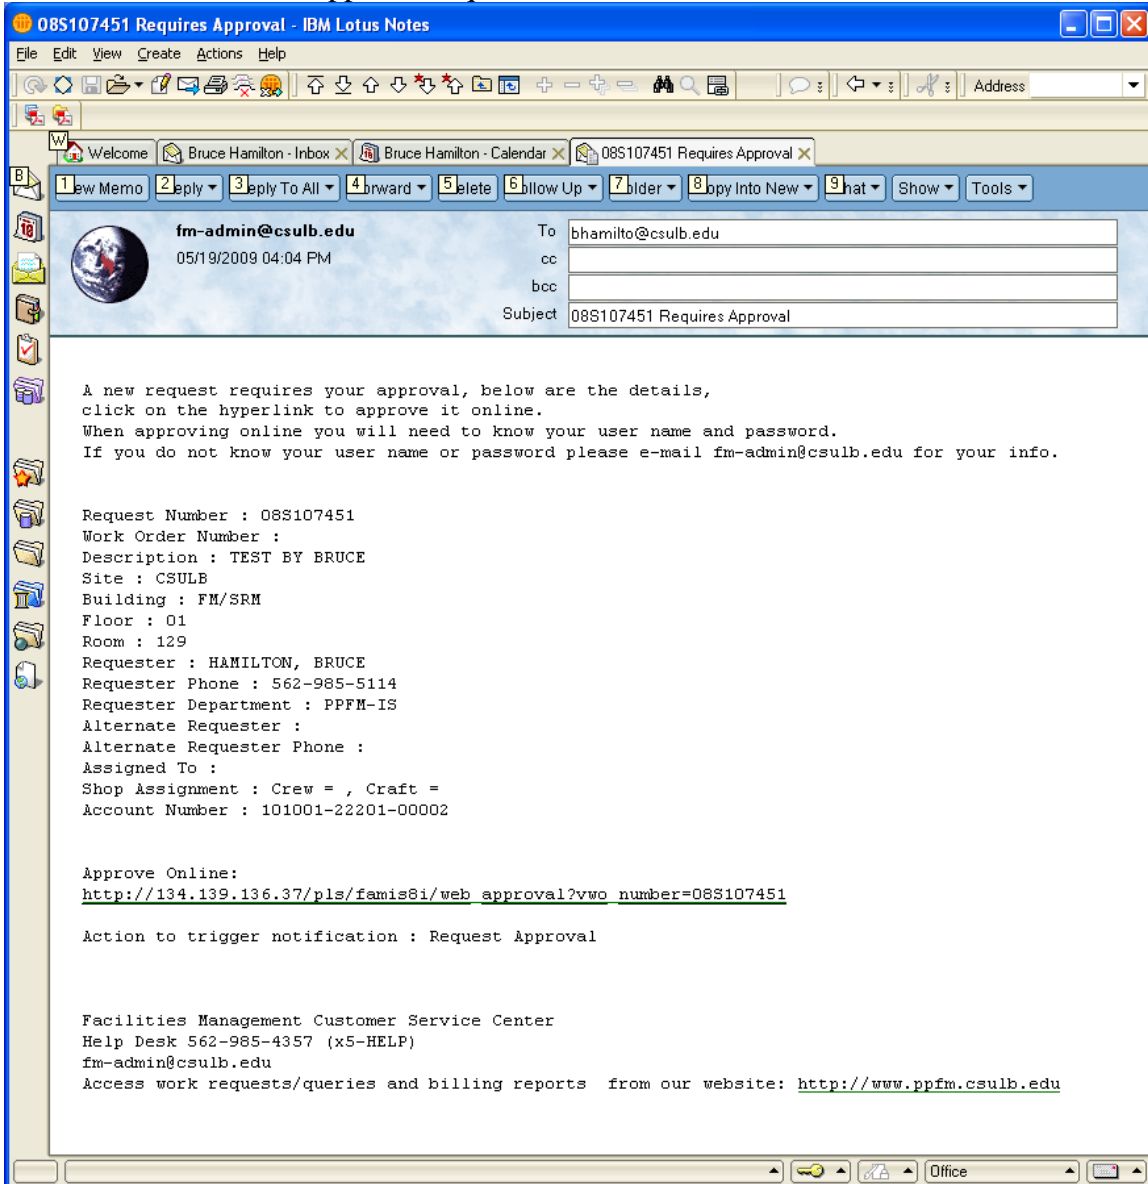 08S107451 Requires Approval - IBM Lotus Notes
File Edit View Create Actions Help
Address
W Welcome Bruce Hamilton - Inbox Bruce Hamilton - Calendar 08S107451 Requires Approval
B 1ew Memo 2eply 3eply To All 4orward 5elete 6ollow Up 7older 8opy Into New 9hat Show Tools
fm-admin@csulb.edu To bhamilto@csulb.edu
05/19/2009 04:04 PM cc
bcc
Subject 08S107451 Requires Approval
A new request requires your approval, below are the details,
click on the hyperlink to approve it online.
When approving online you will need to know your user name and password.
If you do not know your user name or password please e-mail fm-admin@csulb.edu for your info.
Request Number : 08S107451
Work Order Number :
Description : TEST BY BRUCE
Site : CSULB
Building : FM/SRM
Floor : 01
Room : 129
Requester : HAMILTON, BRUCE
Requester Phone : 562-985-5114
Requester Department : PPFM-IS
Alternate Requester :
Alternate Requester Phone :
Assigned To :
Shop Assignment : Crew = , Craft =
Account Number : 101001-22201-00002
Approve Online:
http://134.139.136.37/pls/famis8i/web_approval?vwo_number=08S107451
Action to trigger notification : Request Approval
Facilities Management Customer Service Center
Help Desk 562-985-4357 (x5-HELP)
fm-admin@csulb.edu
Access work requests/queries and billing reports  from our website: http://www.ppfm.csulb.edu
Office